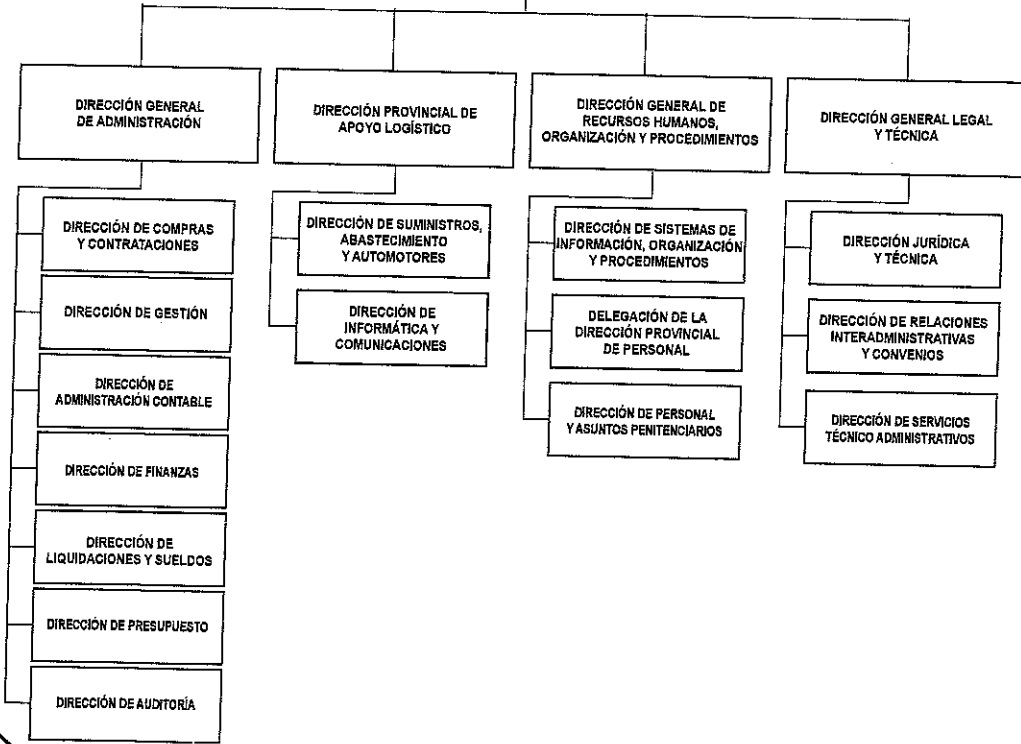 DIRECCIÓN GENERAL
DE ADMINISTRACIÓN
DIRECCIÓN PROVINCIAL DE
APOYO LOGÍSTICO
DIRECCIÓN GENERAL DE
RECURSOS HUMANOS,
ORGANIZACIÓN Y PROCEDIMIENTOS
DIRECCIÓN GENERAL LEGAL
Y TÉCNICA
DIRECCIÓN DE COMPRAS
Y CONTRATACIONES
DIRECCIÓN DE GESTIÓN
DIRECCIÓN DE
ADMINISTRACIÓN CONTABLE
DIRECCIÓN DE FINANZAS
DIRECCIÓN DE
LIQUIDACIONES Y SUELDOS
DIRECCIÓN DE PRESUPUESTO
DIRECCIÓN DE AUDITORÍA
DIRECCIÓN DE SUMINISTROS,
ABASTECIMIENTO
Y AUTOMOTORES
DIRECCIÓN DE
INFORMÁTICA Y
COMUNICACIONES
DIRECCIÓN DE SISTEMAS DE
INFORMACIÓN, ORGANIZACIÓN
Y PROCEDIMIENTOS
DELEGACIÓN DE LA
DIRECCIÓN PROVINCIAL
DE PERSONAL
DIRECCIÓN DE PERSONAL
Y ASUNTOS PENITENCIARIOS
DIRECCIÓN JURÍDICA
Y TÉCNICA
DIRECCIÓN DE RELACIONES
INTERADMINISTRATIVAS
Y CONVENIOS
DIRECCIÓN DE SERVICIOS
TÉCNICO ADMINISTRATIVOS